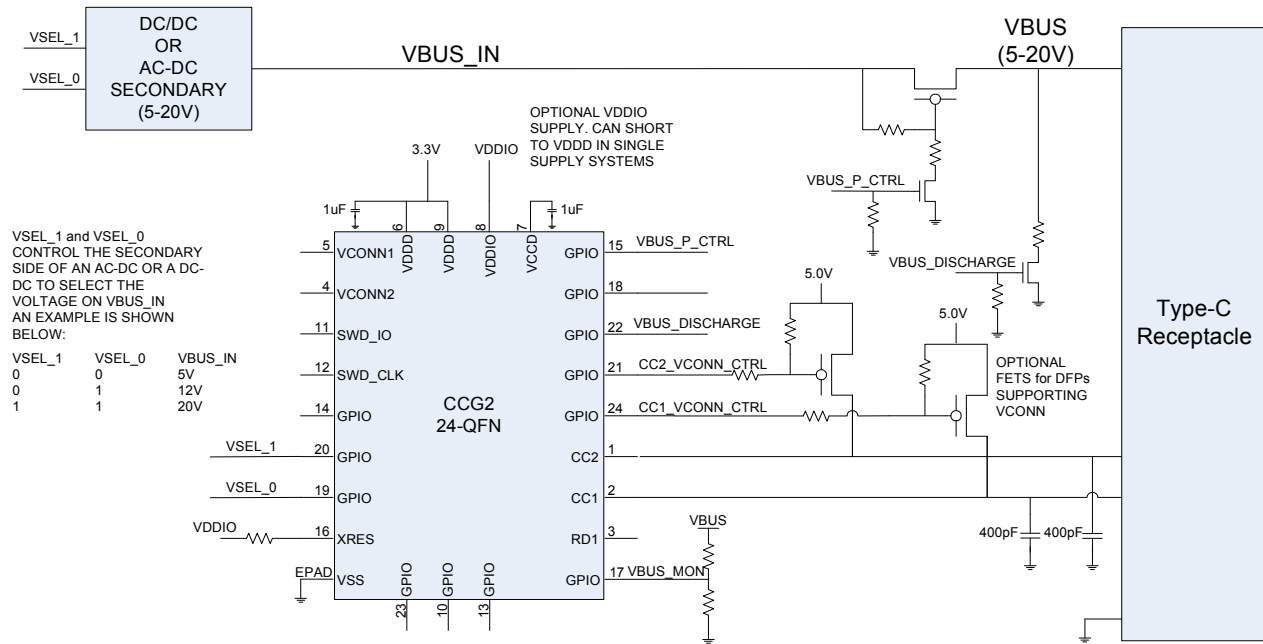 VSEL_1
VSEL_0
DC/DC
OR
AC-DC
SECONDARY
(5-20V)
VBUS_IN
VBUS
(5-20V)
OPTIONAL VDDIO
SUPPLY. CAN SHORT
TO VDDD IN SINGLE
SUPPLY SYSTEMS
3.3V
VDDIO
1uF
1uF
VBUS_P_CTRL
VBUS_DISCHARGE
VSEL_1 and VSEL_0
CONTROL THE SECONDARY
SIDE OF AN AC-DC OR A DC-
DC TO SELECT THE
VOLTAGE ON VBUS_IN
AN EXAMPLE IS SHOWN
BELOW:
VSEL_1 VSEL_0 VBUS_IN
0 0 5V
0 1 12V
1 1 20V
6 VDDD
9 VDDD
8 VDDIO
7 VCCD
5 VCONN1
4 VCONN2
11 SWD_IO
12 SWD_CLK
14 GPIO
VSEL_1 20 GPIO
VSEL_0 19 GPIO
VDDIO 16 XRES
EPAD VSS
CCG2
24-QFN
GPIO 15 VBUS_P_CTRL
GPIO 18
GPIO 22 VBUS_DISCHARGE
GPIO 21 CC2_VCONN_CTRL
GPIO 24 CC1_VCONN_CTRL
CC2 1
CC1 2
RD1 3
GPIO 17 VBUS_MON
23 GPIO
10 GPIO
13 GPIO
5.0V
5.0V
OPTIONAL
FETS for DFPs
SUPPORTING
VCONN
VBUS
400pF
400pF
Type-C
Receptacle